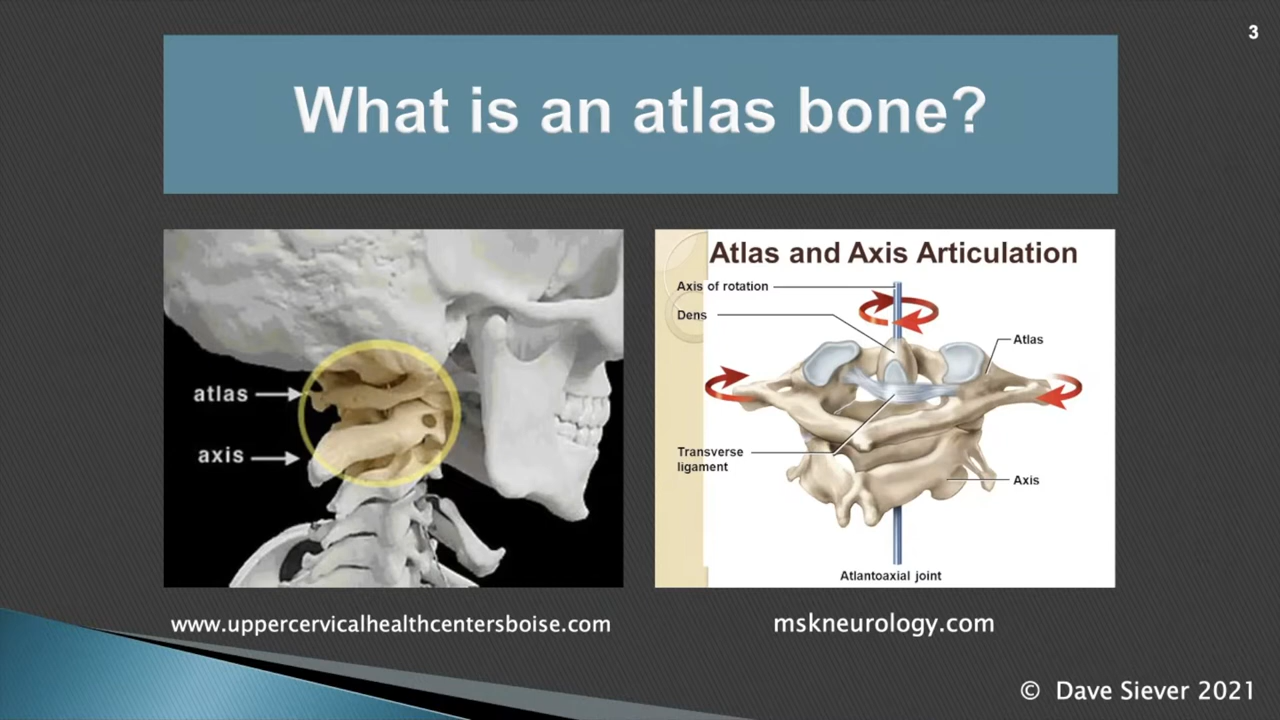 3
What is an atlas bone?
atlas
axis
www.uppercervicalhealthcentersboise.com
Atlas and Axis Articulation
Axis of rotation
Dens
Atlas
Transverse
ligament
Axis
Atlantoaxial joint
mskneurology.com
© Dave Siever 2021